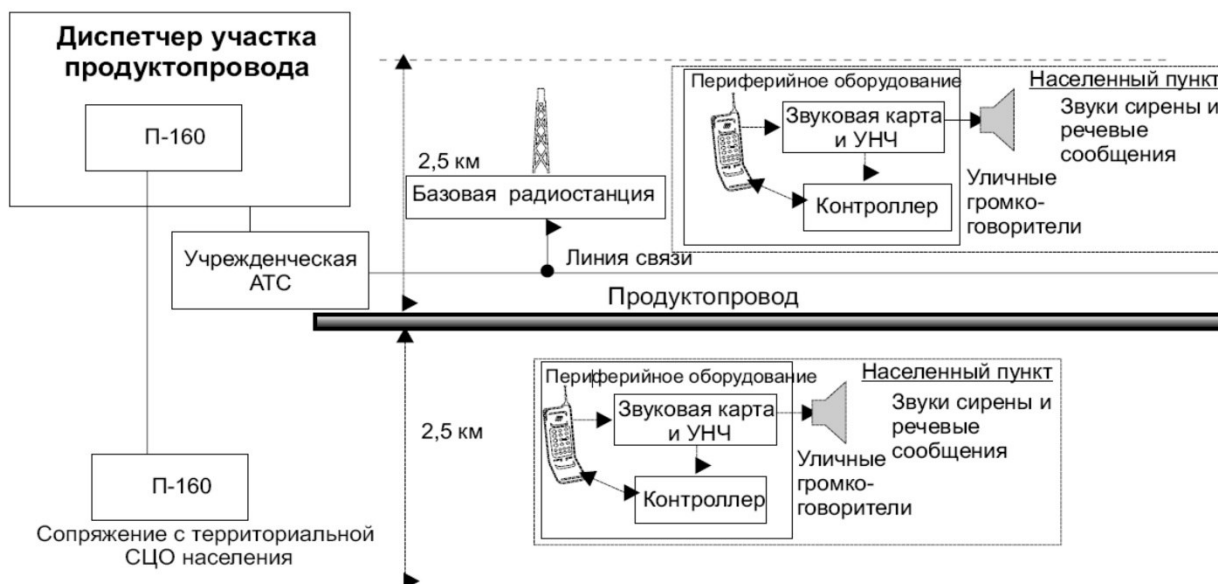 Диспетчер участка
продуктопровода
П-160
Учрежденческая
АТС
П-160
Сопряжение с территориальной
СЦО населения
2,5 км
Базовая радиостанция
Линия связи
Продуктопровод
Периферийное оборудование
Звуковая карта
и УНЧ
Контроллер
Населенный пункт
Звуки сирены и
речевые
сообщения
Уличные
громко-
говорители
2,5 км
Периферийное оборудование
Звуковая карта
и УНЧ
Контроллер
Населенный пункт
Звуки сирены и
речевые
сообщения
Уличные
громко-
говорители